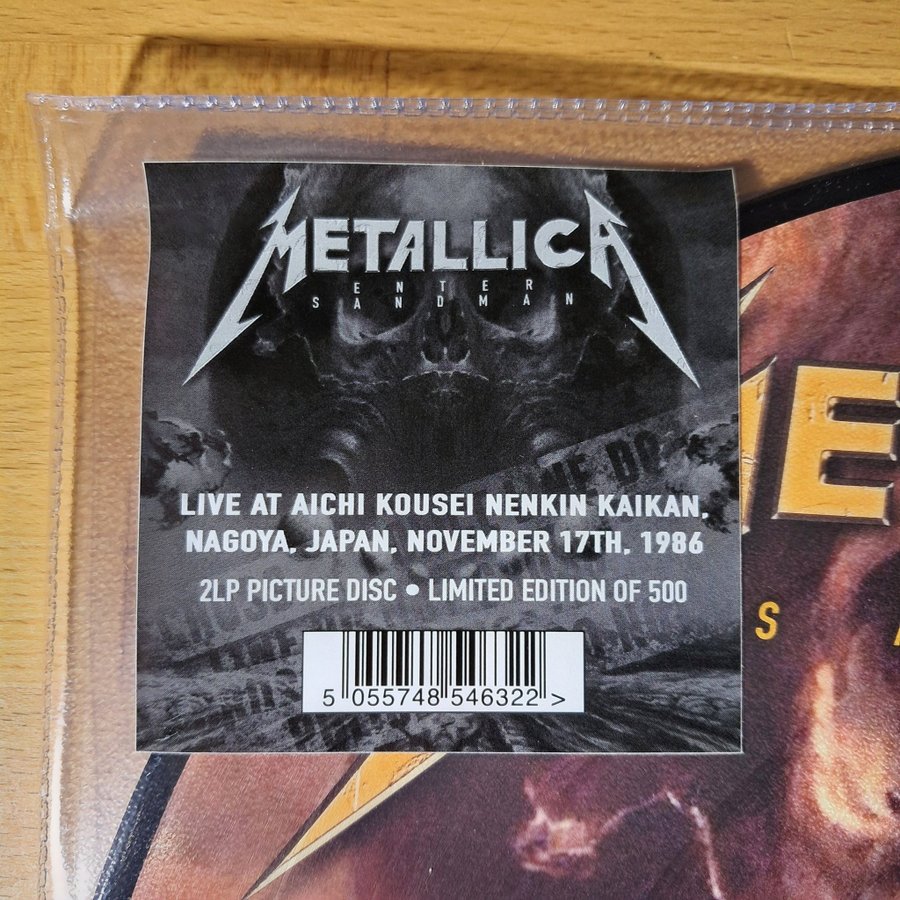 METALLICA
ENTER
SANDMAN
LIVE AT AICHI KOUSEI NENKIN KAIKAN,
NAGOYA, JAPAN, NOVEMBER 17TH, 1986
2LP PICTURE DISC • LIMITED EDITION OF 500
5 055748 546322 >
ME
S